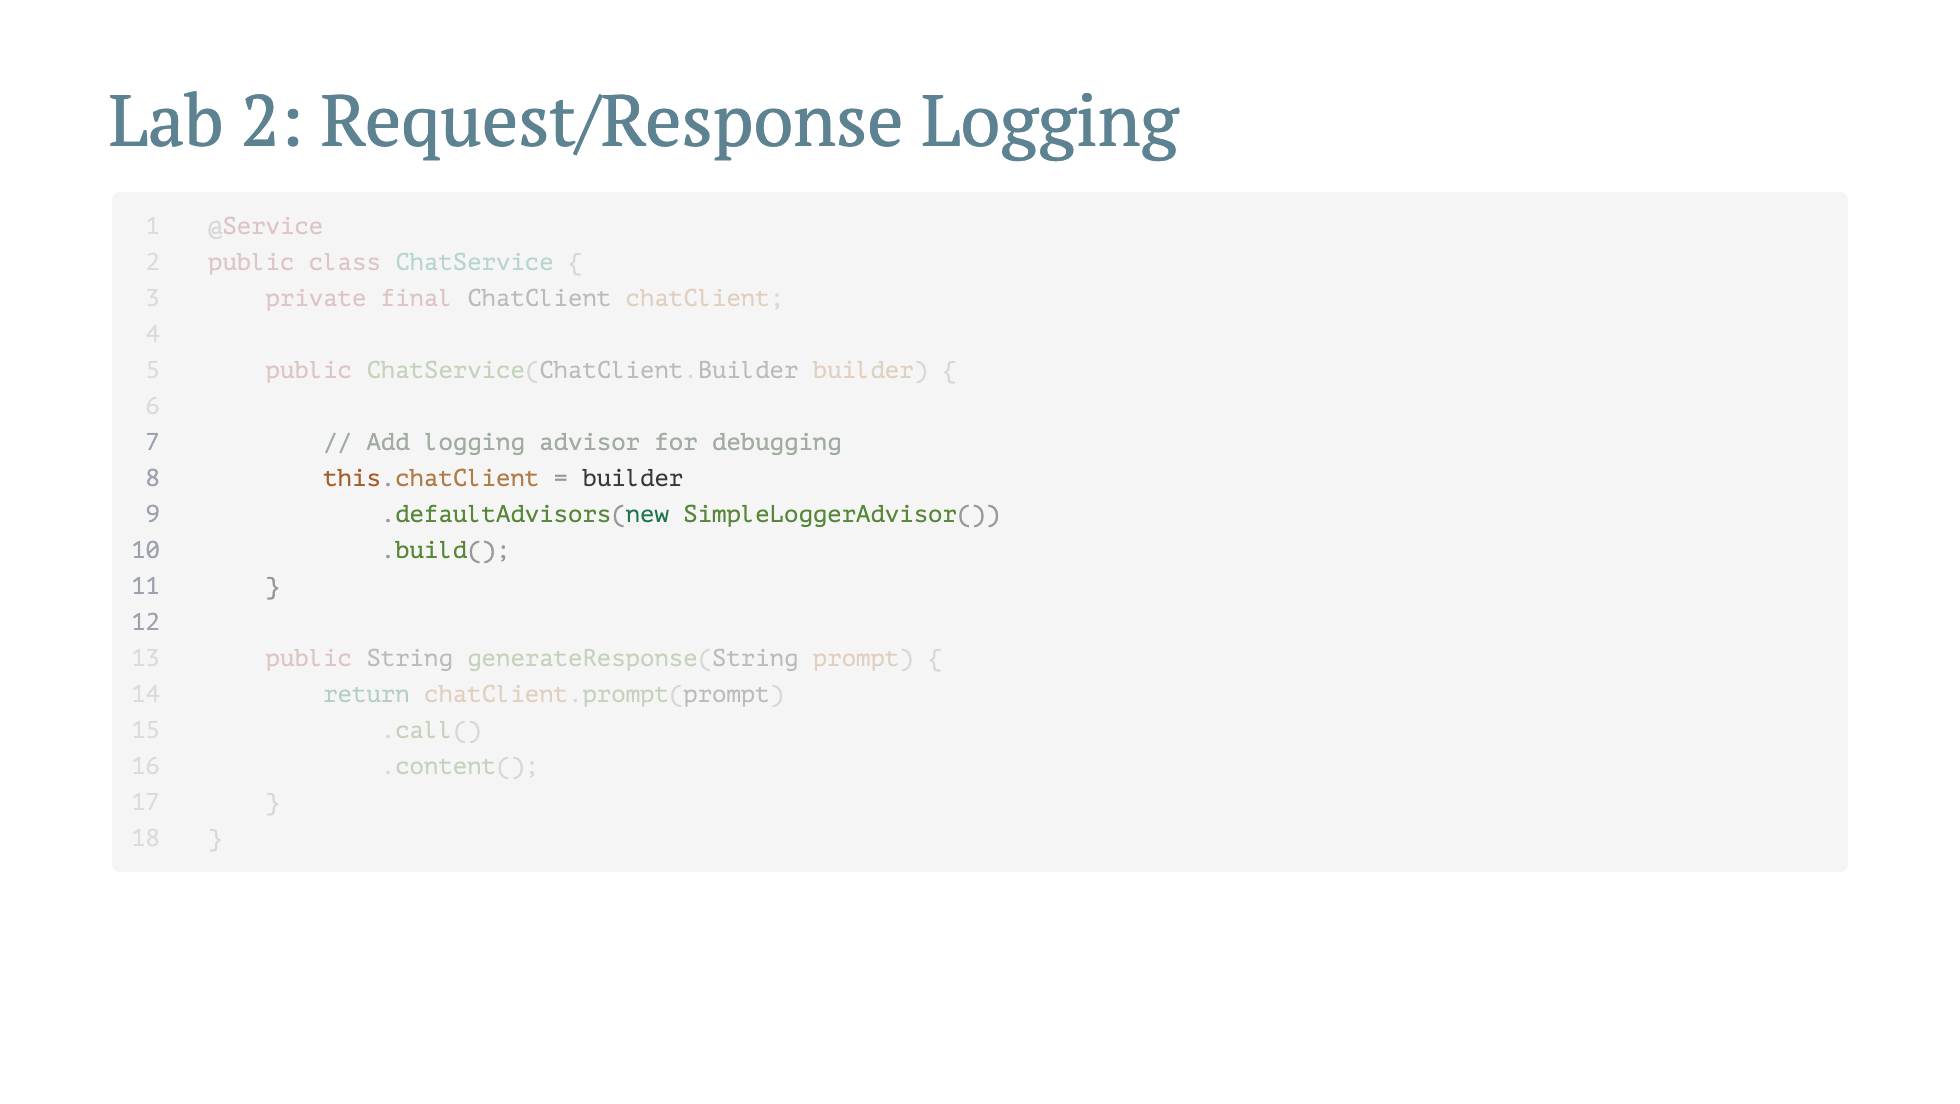 Lab 2: Request/Response Logging
1 @Service
2 public class ChatService {
3 private final ChatClient chatClient;
4
5 public ChatService(ChatClient.Builder builder) {
6
7 // Add logging advisor for debugging
8 this.chatClient = builder
9 .defaultAdvisors(new SimpleLoggerAdvisor())
10 .build();
11 }
12
13 public String generateResponse(String prompt) {
14 return chatClient.prompt(prompt)
15 .call()
16 .content();
17 }
18 }